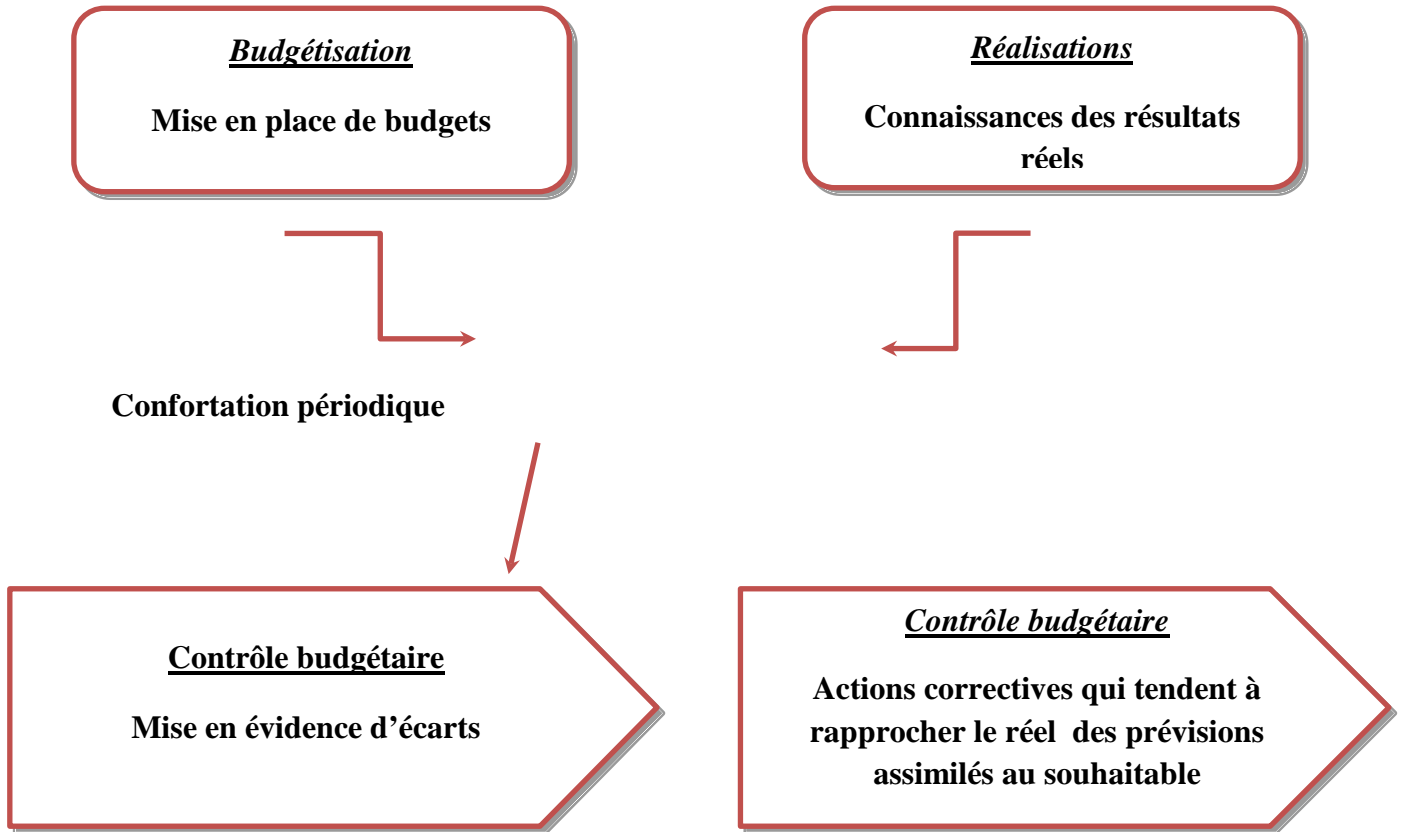 Budgétisation
Mise en place de budgets
Réalisations
Connaissances des résultats
réels
Confortation périodique
Contrôle budgétaire
Mise en évidence d’écarts
Contrôle budgétaire
Actions correctives qui tendent à
rapprocher le réel des prévisions
assimilés au souhaitable